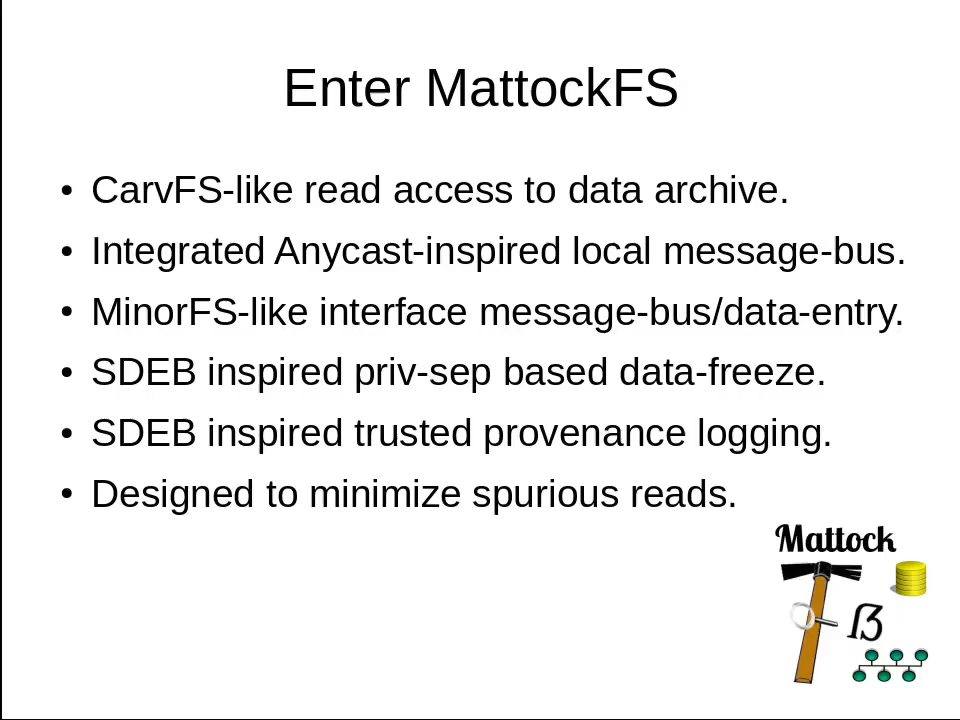 Enter MattockFS
• CarvFS-like read access to data archive.
• Integrated Anycast-inspired local message-bus.
• MinorFS-like interface message-bus/data-entry.
• SDEB inspired priv-sep based data-freeze.
• SDEB inspired trusted provenance logging.
• Designed to minimize spurious reads.
Mattock
ß